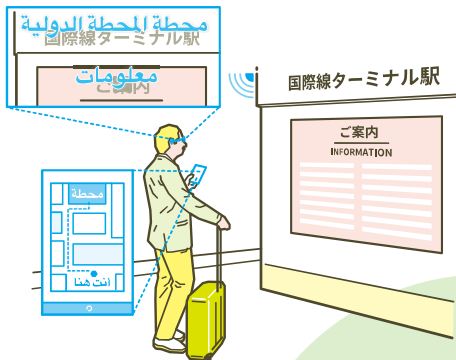 محطة المحطة الدولية
国際線ターミナル駅
معلومات
ご案内
国際線ターミナル駅
ご案内
INFORMATION
محطة
أنت هنا